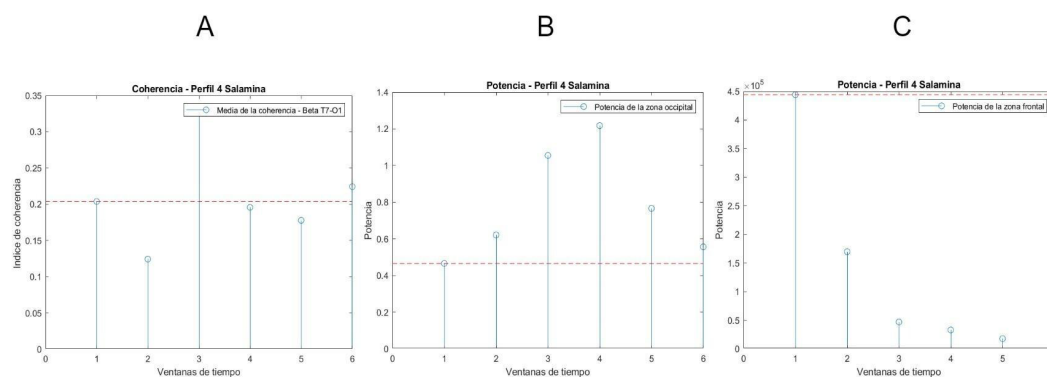 A
B
C
Coherencia - Perfil 4 Salamina
Media de la coherencia - Beta T7-O1
0.35
0.3
0.25
0.2
0.15
0.1
0.05
0
Indice de coherencia
0 1 2 3 4 5 6
Ventanas de tiempo
Potencia - Perfil 4 Salamina
Potencia de la zona occipital
1.4
1.2
1
0.8
0.6
0.4
0.2
0
Potencia
0 1 2 3 4 5 6
Ventanas de tiempo
×10^5
Potencia - Perfil 4 Salamina
Potencia de la zona frontal
4.5
4
3.5
3
2.5
2
1.5
1
0.5
0
Potencia
0 1 2 3 4 5
Ventanas de tiempo